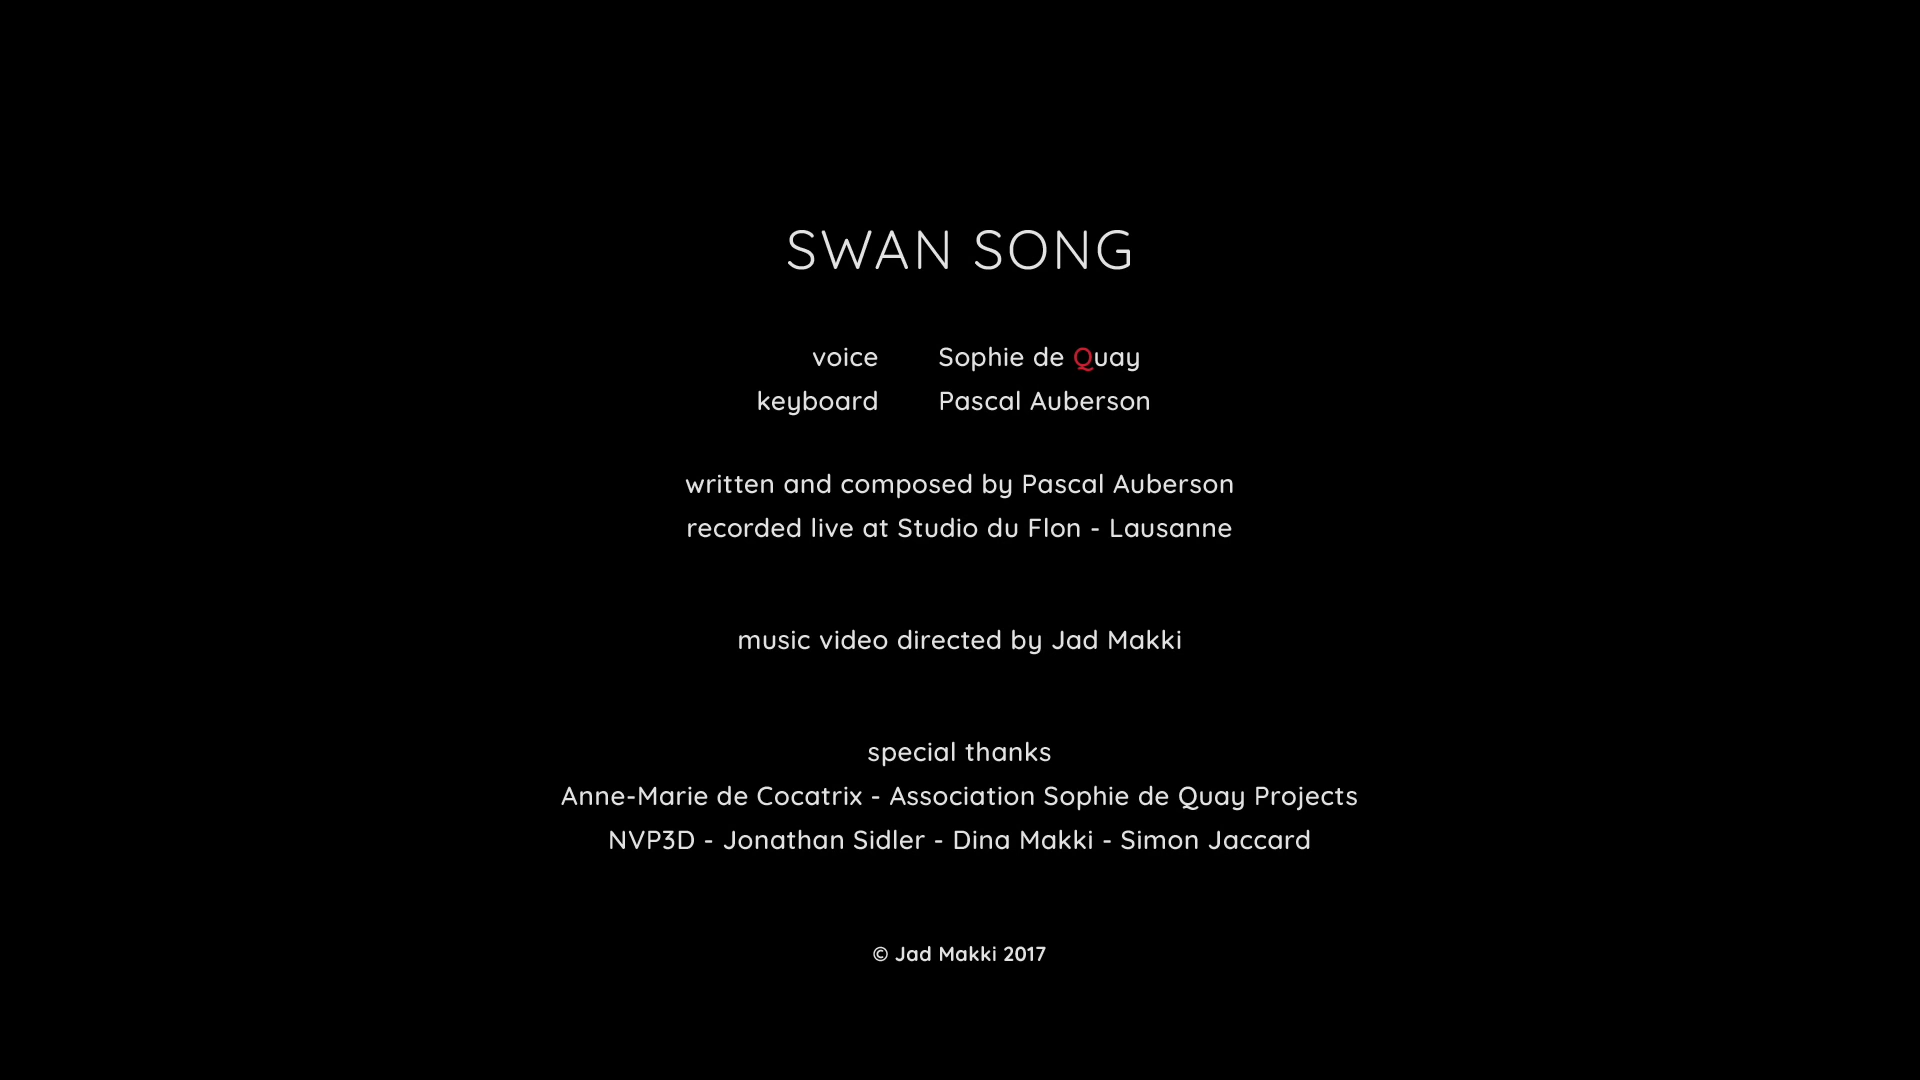 SWAN SONG
voice Sophie de Quay
keyboard Pascal Auberson
written and composed by Pascal Auberson
recorded live at Studio du Flon - Lausanne
music video directed by Jad Makki
special thanks
Anne-Marie de Cocatrix - Association Sophie de Quay Projects
NVP3D - Jonathan Sidler - Dina Makki - Simon Jaccard
© Jad Makki 2017